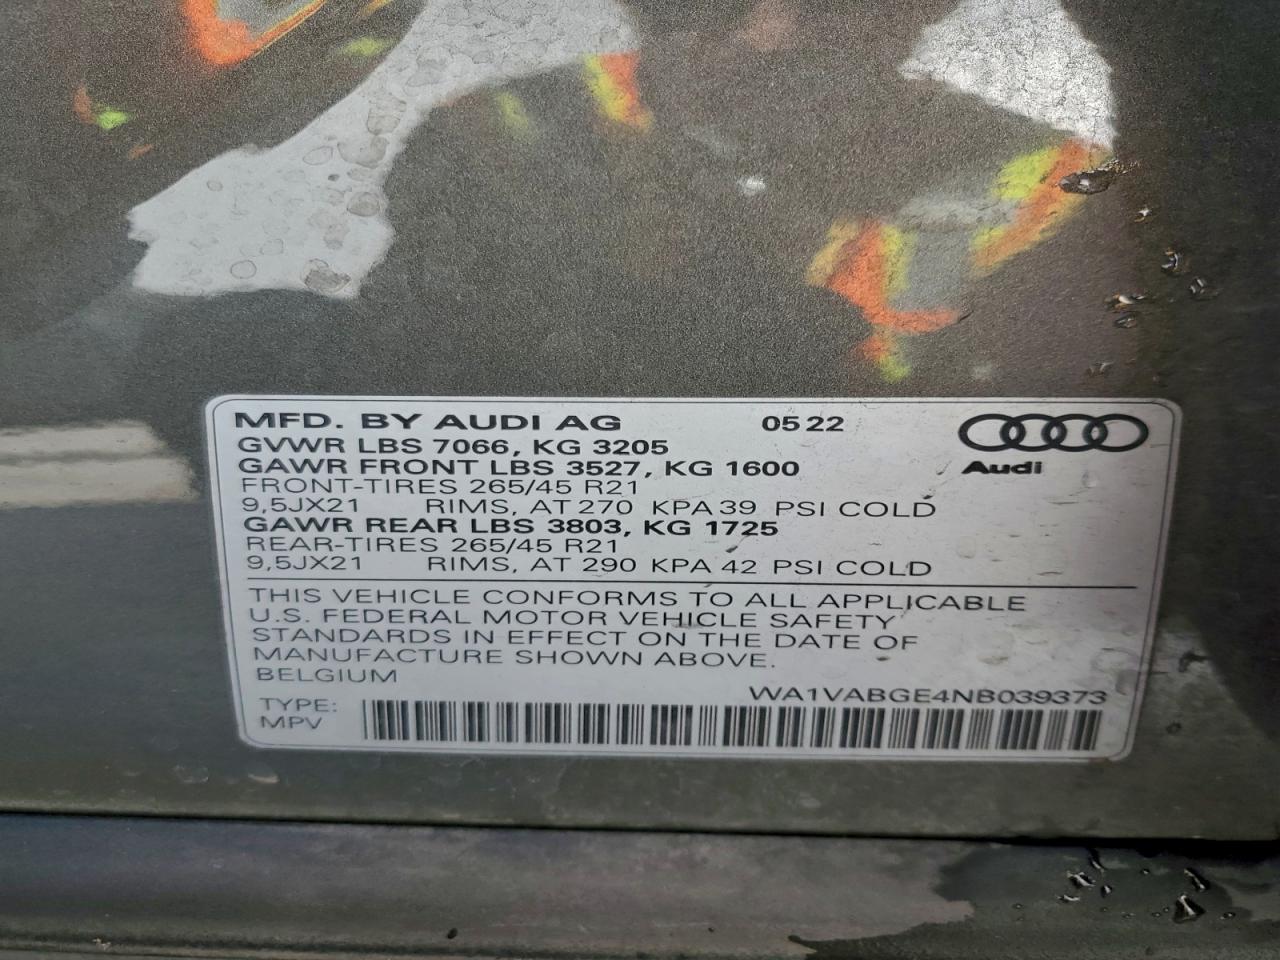 MFD. BY AUDI AG 05 22
GVWR LBS 7066, KG 3205
GAWR FRONT LBS 3527, KG 1600
Audi
FRONT-TIRES 265/45 R21
9,5JX21 RIMS, AT 270 KPA 39 PSI COLD
GAWR REAR LBS 3803, KG 1725
REAR-TIRES 265/45 R21
9,5JX21 RIMS, AT 290 KPA 42 PSI COLD
THIS VEHICLE CONFORMS TO ALL APPLICABLE
U.S. FEDERAL MOTOR VEHICLE SAFETY
STANDARDS IN EFFECT ON THE DATE OF
MANUFACTURE SHOWN ABOVE.
BELGIUM
WA1VABGE4NB039373
TYPE:
MPV